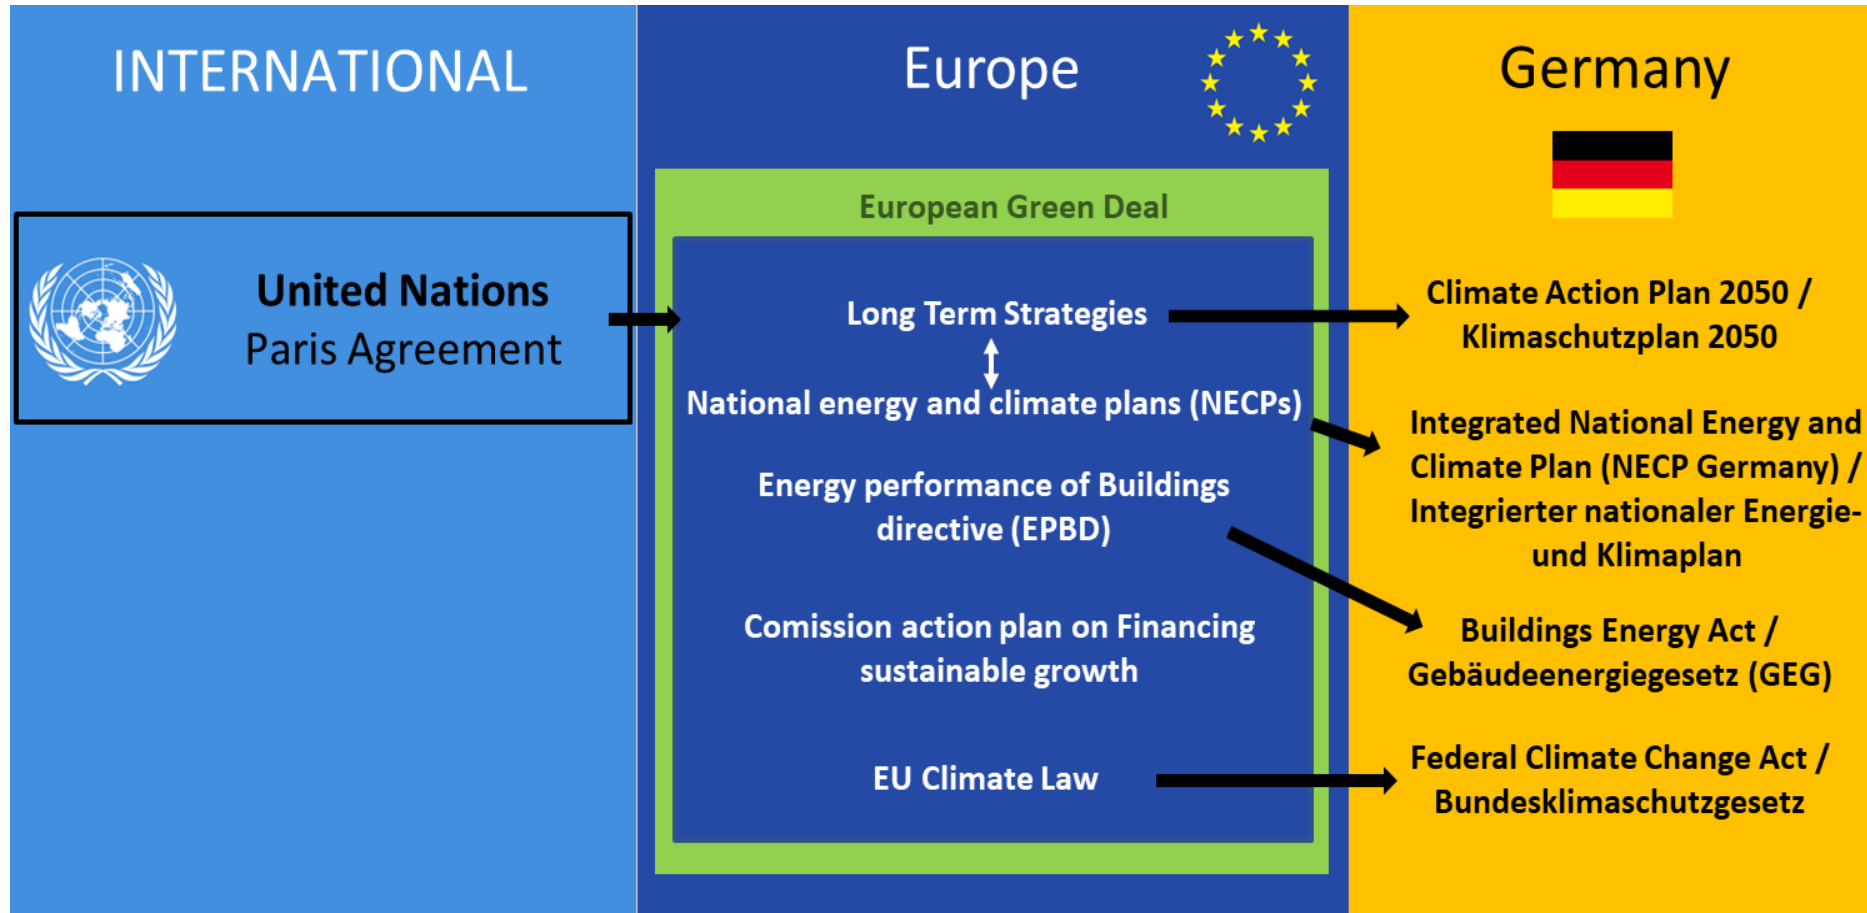 INTERNATIONAL
United Nations
Paris Agreement
Europe
European Green Deal
Long Term Strategies
National energy and climate plans (NECPs)
Energy performance of Buildings
directive (EPBD)
Comission action plan on Financing
sustainable growth
EU Climate Law
Germany
Climate Action Plan 2050 /
Klimaschutzplan 2050
Integrated National Energy and
Climate Plan (NECP Germany) /
Integrierter nationaler Energie-
und Klimaplan
Buildings Energy Act /
Gebäudeenergiegesetz (GEG)
Federal Climate Change Act /
Bundesklimaschutzgesetz